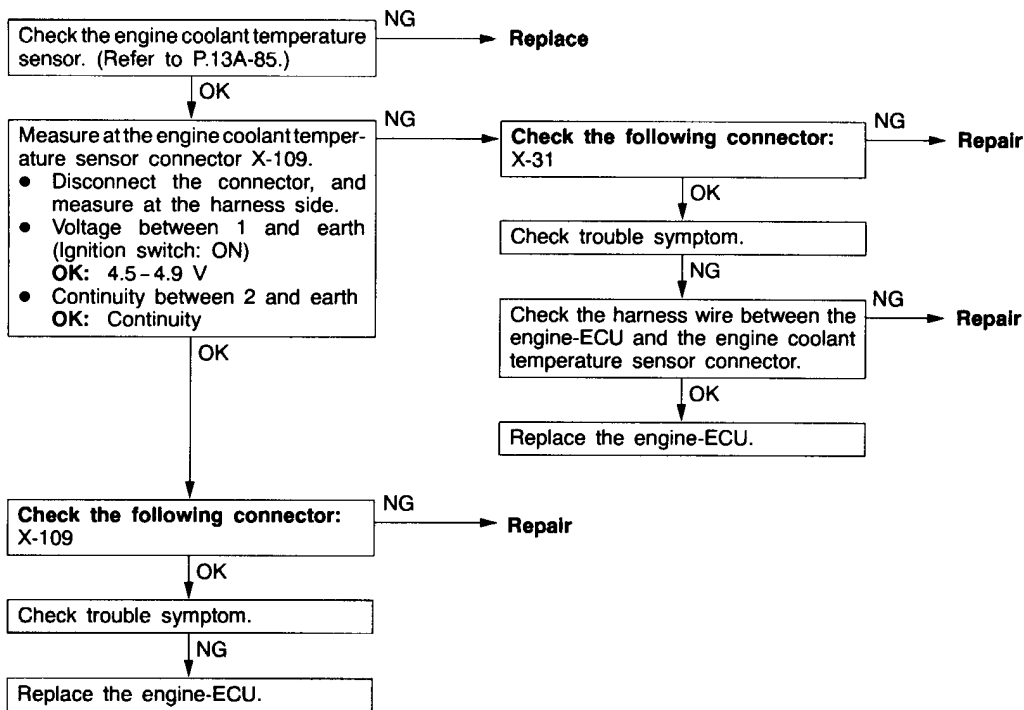 NG
Check the engine coolant temperature
sensor. (Refer to P.13A-85.)
Replace
OK
NG
Measure at the engine coolant temper-
ature sensor connector X-109.
● Disconnect the connector, and
measure at the harness side.
● Voltage between 1 and earth
(Ignition switch: ON)
OK: 4.5–4.9 V
● Continuity between 2 and earth
OK: Continuity
NG
Check the following connector:
X-31
Repair
OK
Check trouble symptom.
NG
NG
Check the harness wire between the
engine-ECU and the engine coolant
temperature sensor connector.
Repair
OK
Replace the engine-ECU.
OK
NG
Check the following connector:
X-109
Repair
OK
Check trouble symptom.
NG
Replace the engine-ECU.